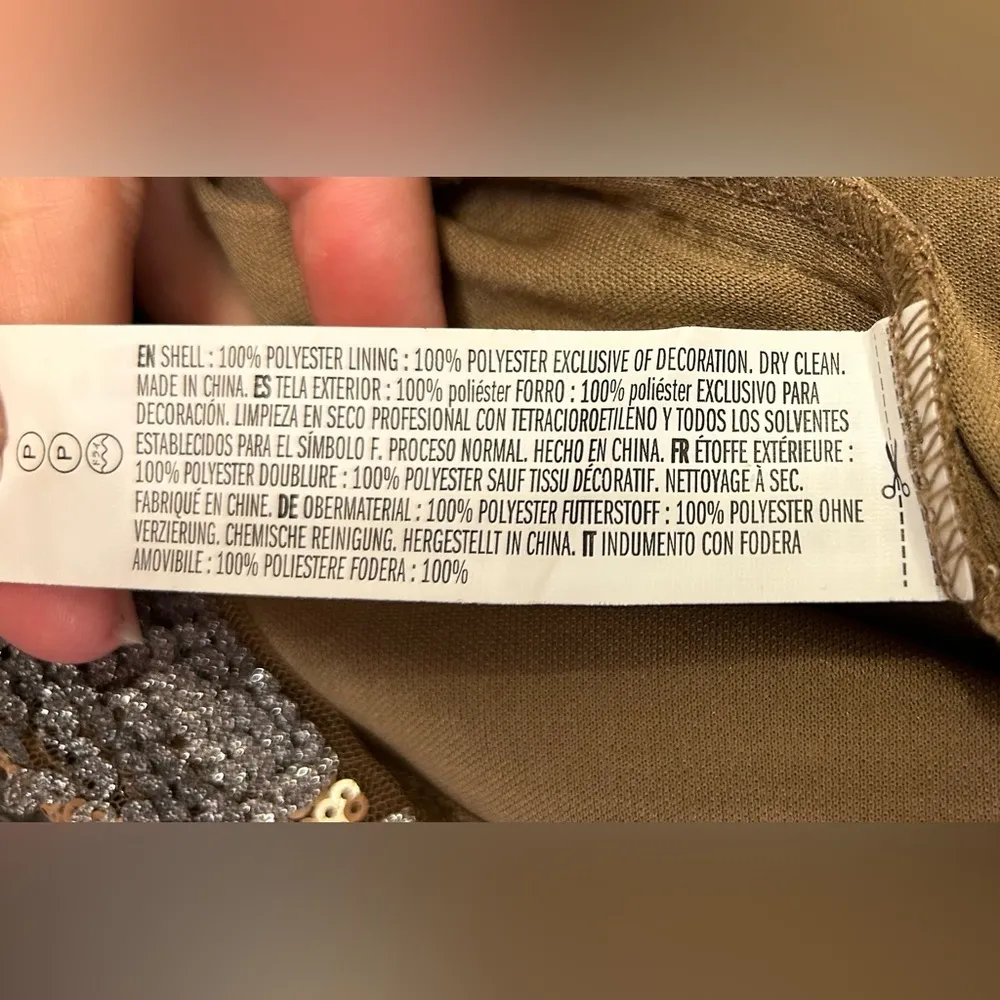 EN SHELL : 100% POLYESTER LINING : 100% POLYESTER EXCLUSIVE OF DECORATION. DRY CLEAN.
MADE IN CHINA. ES TELA EXTERIOR : 100% poliéster FORRO : 100% poliéster EXCLUSIVO PARA
DECORACIÓN. LIMPIEZA EN SECO PROFESIONAL CON TETRACIOROETILENO Y TODOS LOS SOLVENTES
ESTABLECIDOS PARA EL SÍMBOLO F. PROCESO NORMAL. HECHO EN CHINA. FR ÉTOFFE EXTÉRIEURE :
100% POLYESTER DOUBLURE : 100% POLYESTER SAUF TISSU DÉCORATIF. NETTOYAGE À SEC.
FABRIQUÉ EN CHINE. DE OBERMATERIAL : 100% POLYESTER FUTTERSTOFF : 100% POLYESTER OHNE
VERZIERUNG. CHEMISCHE REINIGUNG. HERGESTELLT IN CHINA. IT INDUMENTO CON FODERA
AMOVIBILE : 100% POLIESTERE FODERA : 100%
P P